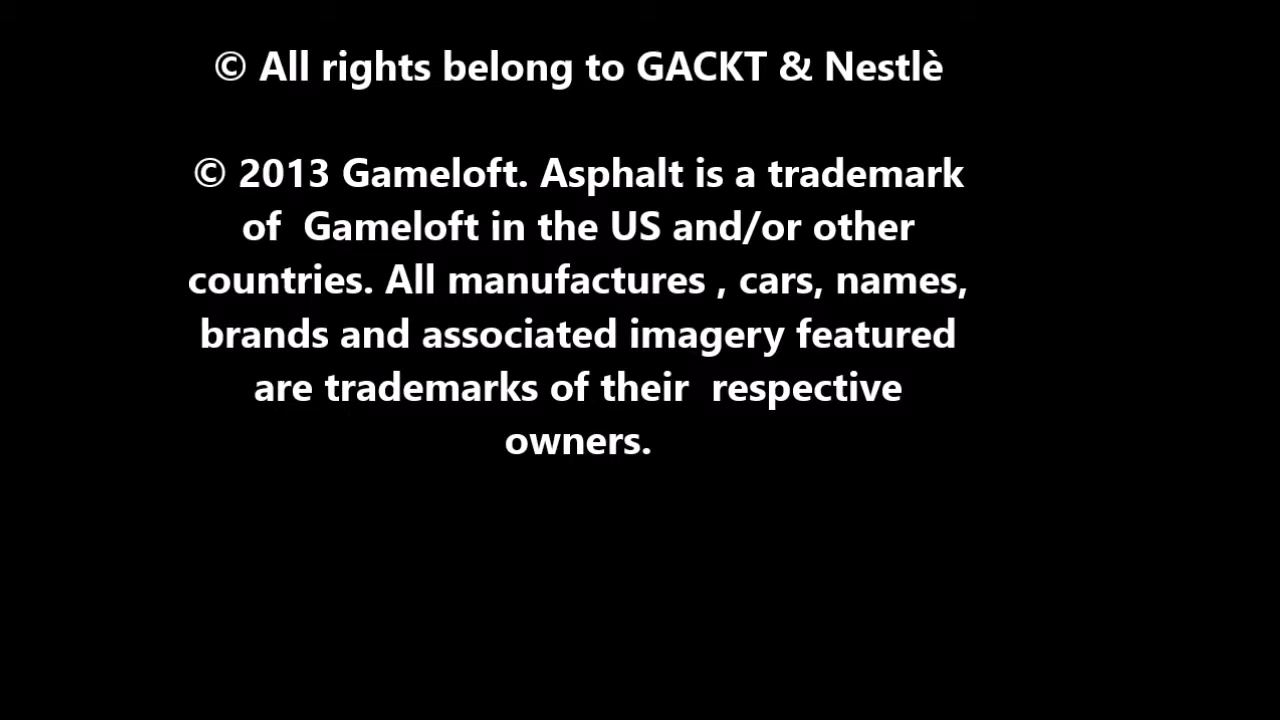 © All rights belong to GACKT & Nestlè
© 2013 Gameloft. Asphalt is a trademark
of  Gameloft in the US and/or other
countries. All manufactures , cars, names,
brands and associated imagery featured
are trademarks of their  respective
owners.